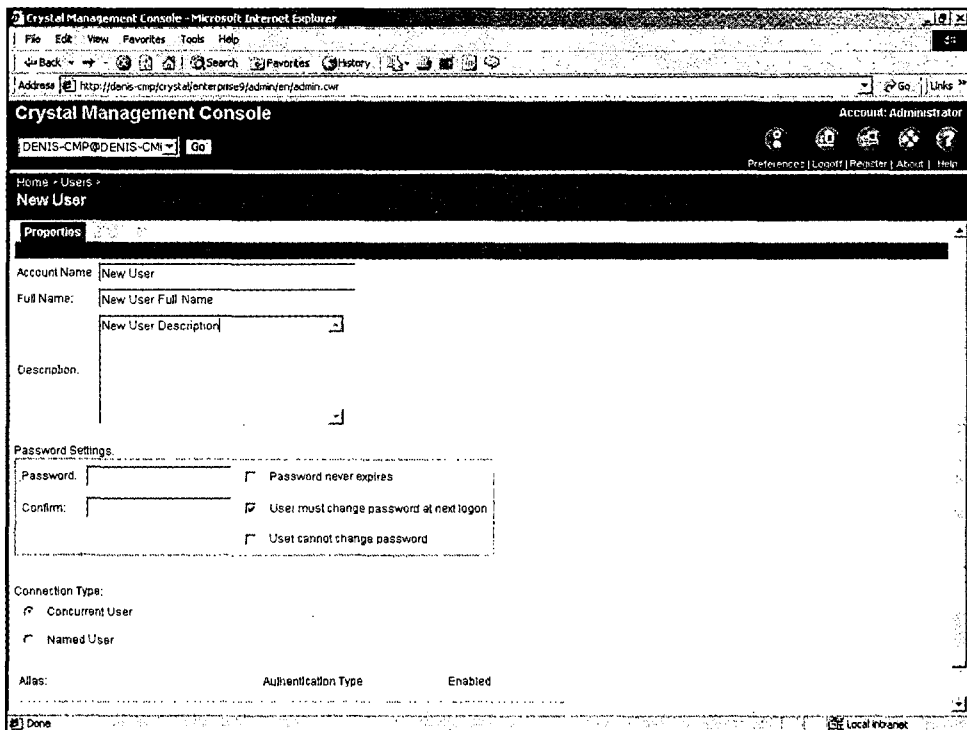 Crystal Management Console - Microsoft Internet Explorer
File Edit View Favorites Tools Help
Back Search Favorites History
Address http://denis-cmp/crystal/enterprise9/admin/en/admin.cwr Go Links »
Crystal Management Console
Account: Administrator
DENIS-CMP@DENIS-CM Go
Preferences | Logoff | Register | About | Help
Home > Users >
New User
Properties
Account Name New User
Full Name: New User Full Name
New User Description
Description.
Password Settings.
Password. Password never expires
Confirm: User must change password at next logon
User cannot change password
Connection Type:
Concurrent User
Named User
Alias: Authentication Type Enabled
Done Local intranet